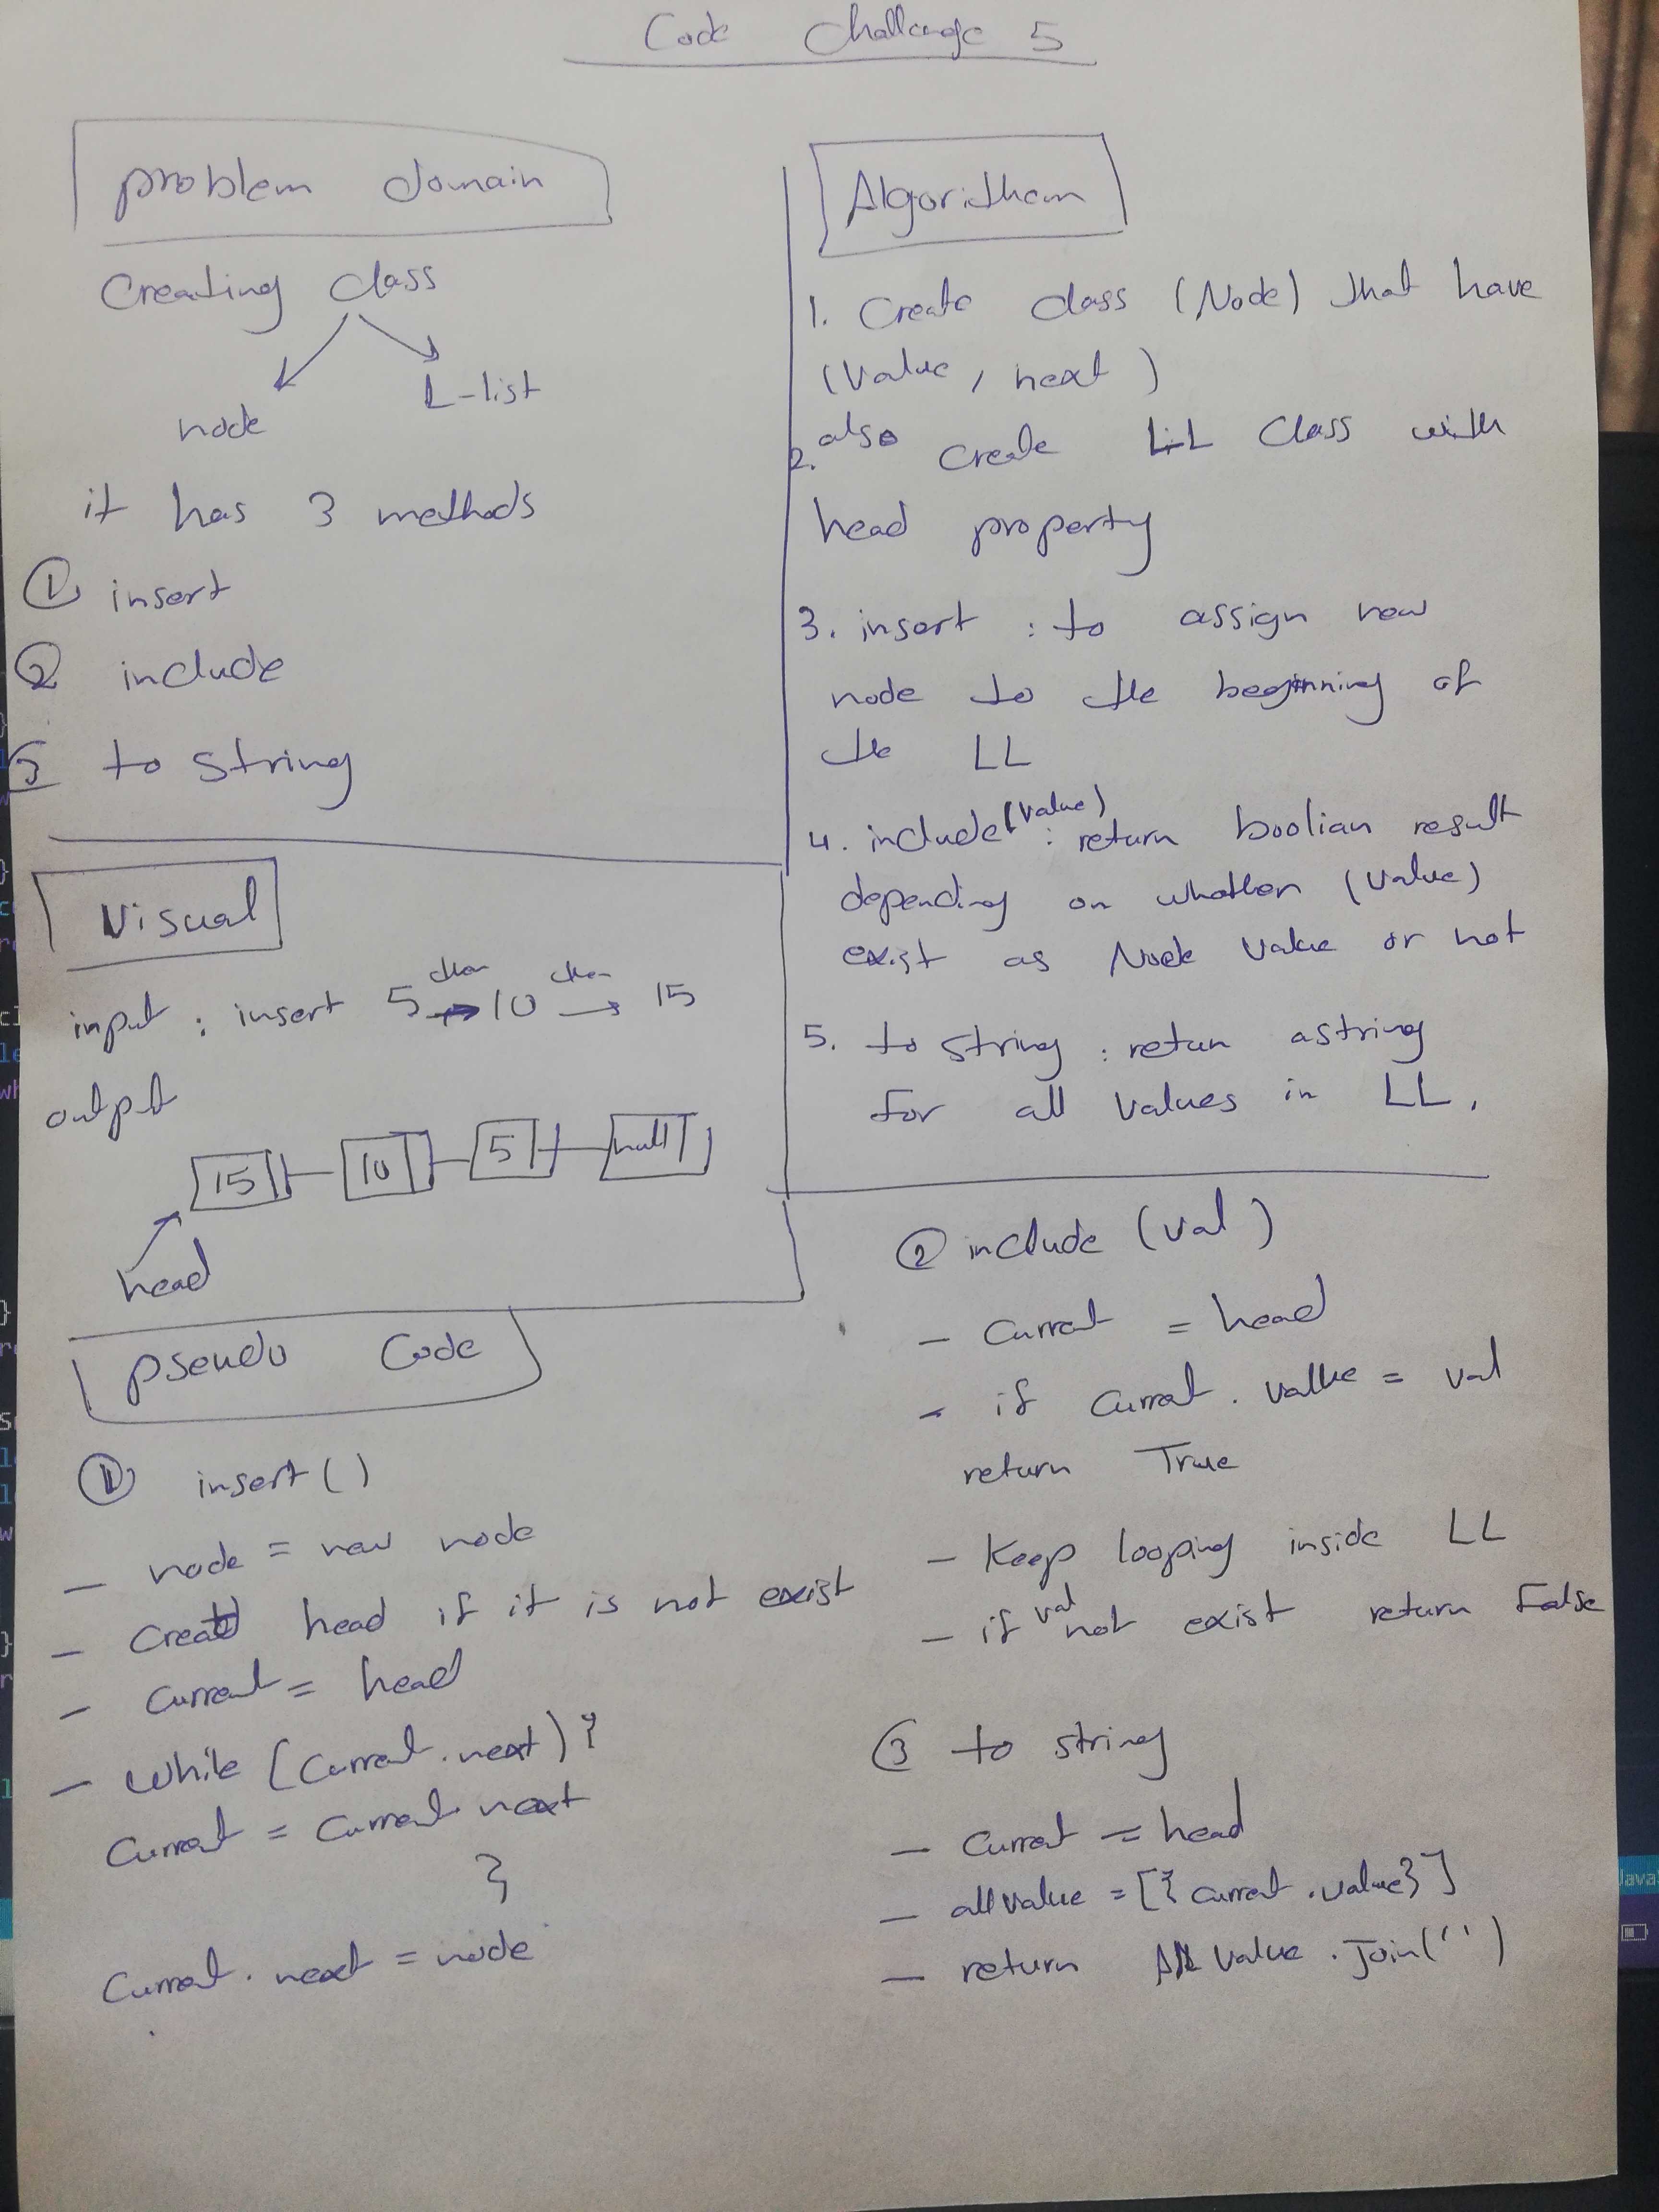 Code Challenge 5
problem domain
Creating class
node
L-list
it has 3 methods
① insert
② include
3 to string
Visual
input : insert 5 → 10 → 15
output
15 10 5 null
head
Algorithem
1. Create class (Node) that have
(Value, next)
2. also Create LL Class with
head property
3. insert : to assign new
node to the beginning of
the LL
4. include (value) : return boolian result
depending on whether (value)
exist as Node Value or not
5. to string : retun a string
for all values in LL.
pseudo Code
① insert ()
- node = new node
- Create head if it is not exist
- Current = head
- While (Current.next) {
Current = Current.next
}
Current.next = node
② include (val)
- Current = head
- if Current.value = val
return True
- Keep looping inside LL
- if val not exist return False
3 to string
- Current = head
- allvalue = [{current.value}]
- return All value.Join('')